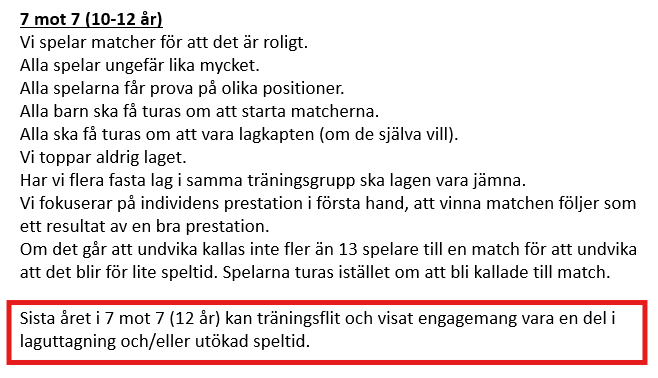 7 mot 7 (10-12 år)
Vi spelar matcher för att det är roligt.
Alla spelar ungefär lika mycket.
Alla spelarna får prova på olika positioner.
Alla barn ska få turas om att starta matcherna.
Alla ska få turas om att vara lagkapten (om de själva vill).
Vi toppar aldrig laget.
Har vi flera fasta lag i samma träningsgrupp ska lagen vara jämna.
Vi fokuserar på individens prestation i första hand, att vinna matchen följer som
ett resultat av en bra prestation.
Om det går att undvika kallas inte fler än 13 spelare till en match för att undvika
att det blir för lite speltid. Spelarna turas istället om att bli kallade till match.
Sista året i 7 mot 7 (12 år) kan träningsflit och visat engagemang vara en del i
laguttagning och/eller utökad speltid.